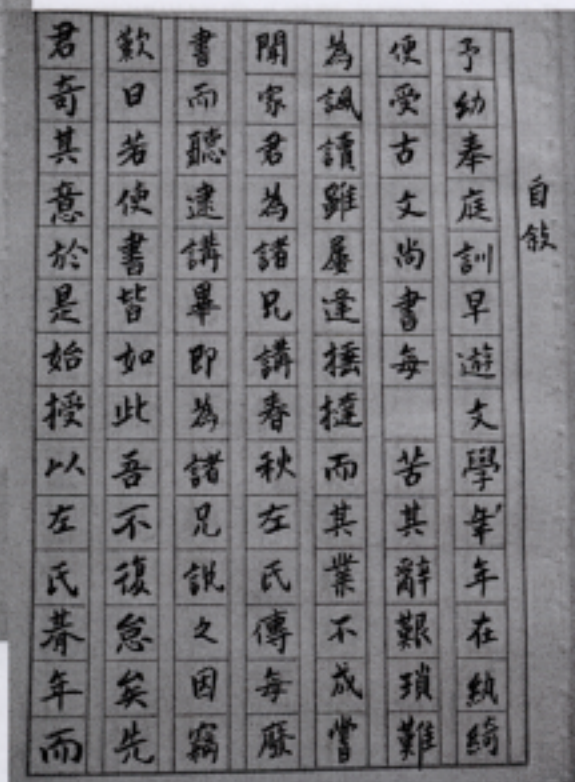 自敍
予幼奉庭訓早遊文學年在紈綺
便受古文尚書每 苦其辭艱瑣難
為諷讀雖屢逢捶撻而其業不成嘗
聞家君為諸兄講春秋左氏傳每廢
書而聽逮講畢即為諸兄說之因竊
歎曰若使書皆如此吾不復怠矣先
君奇其意於是始授以左氏朞年而